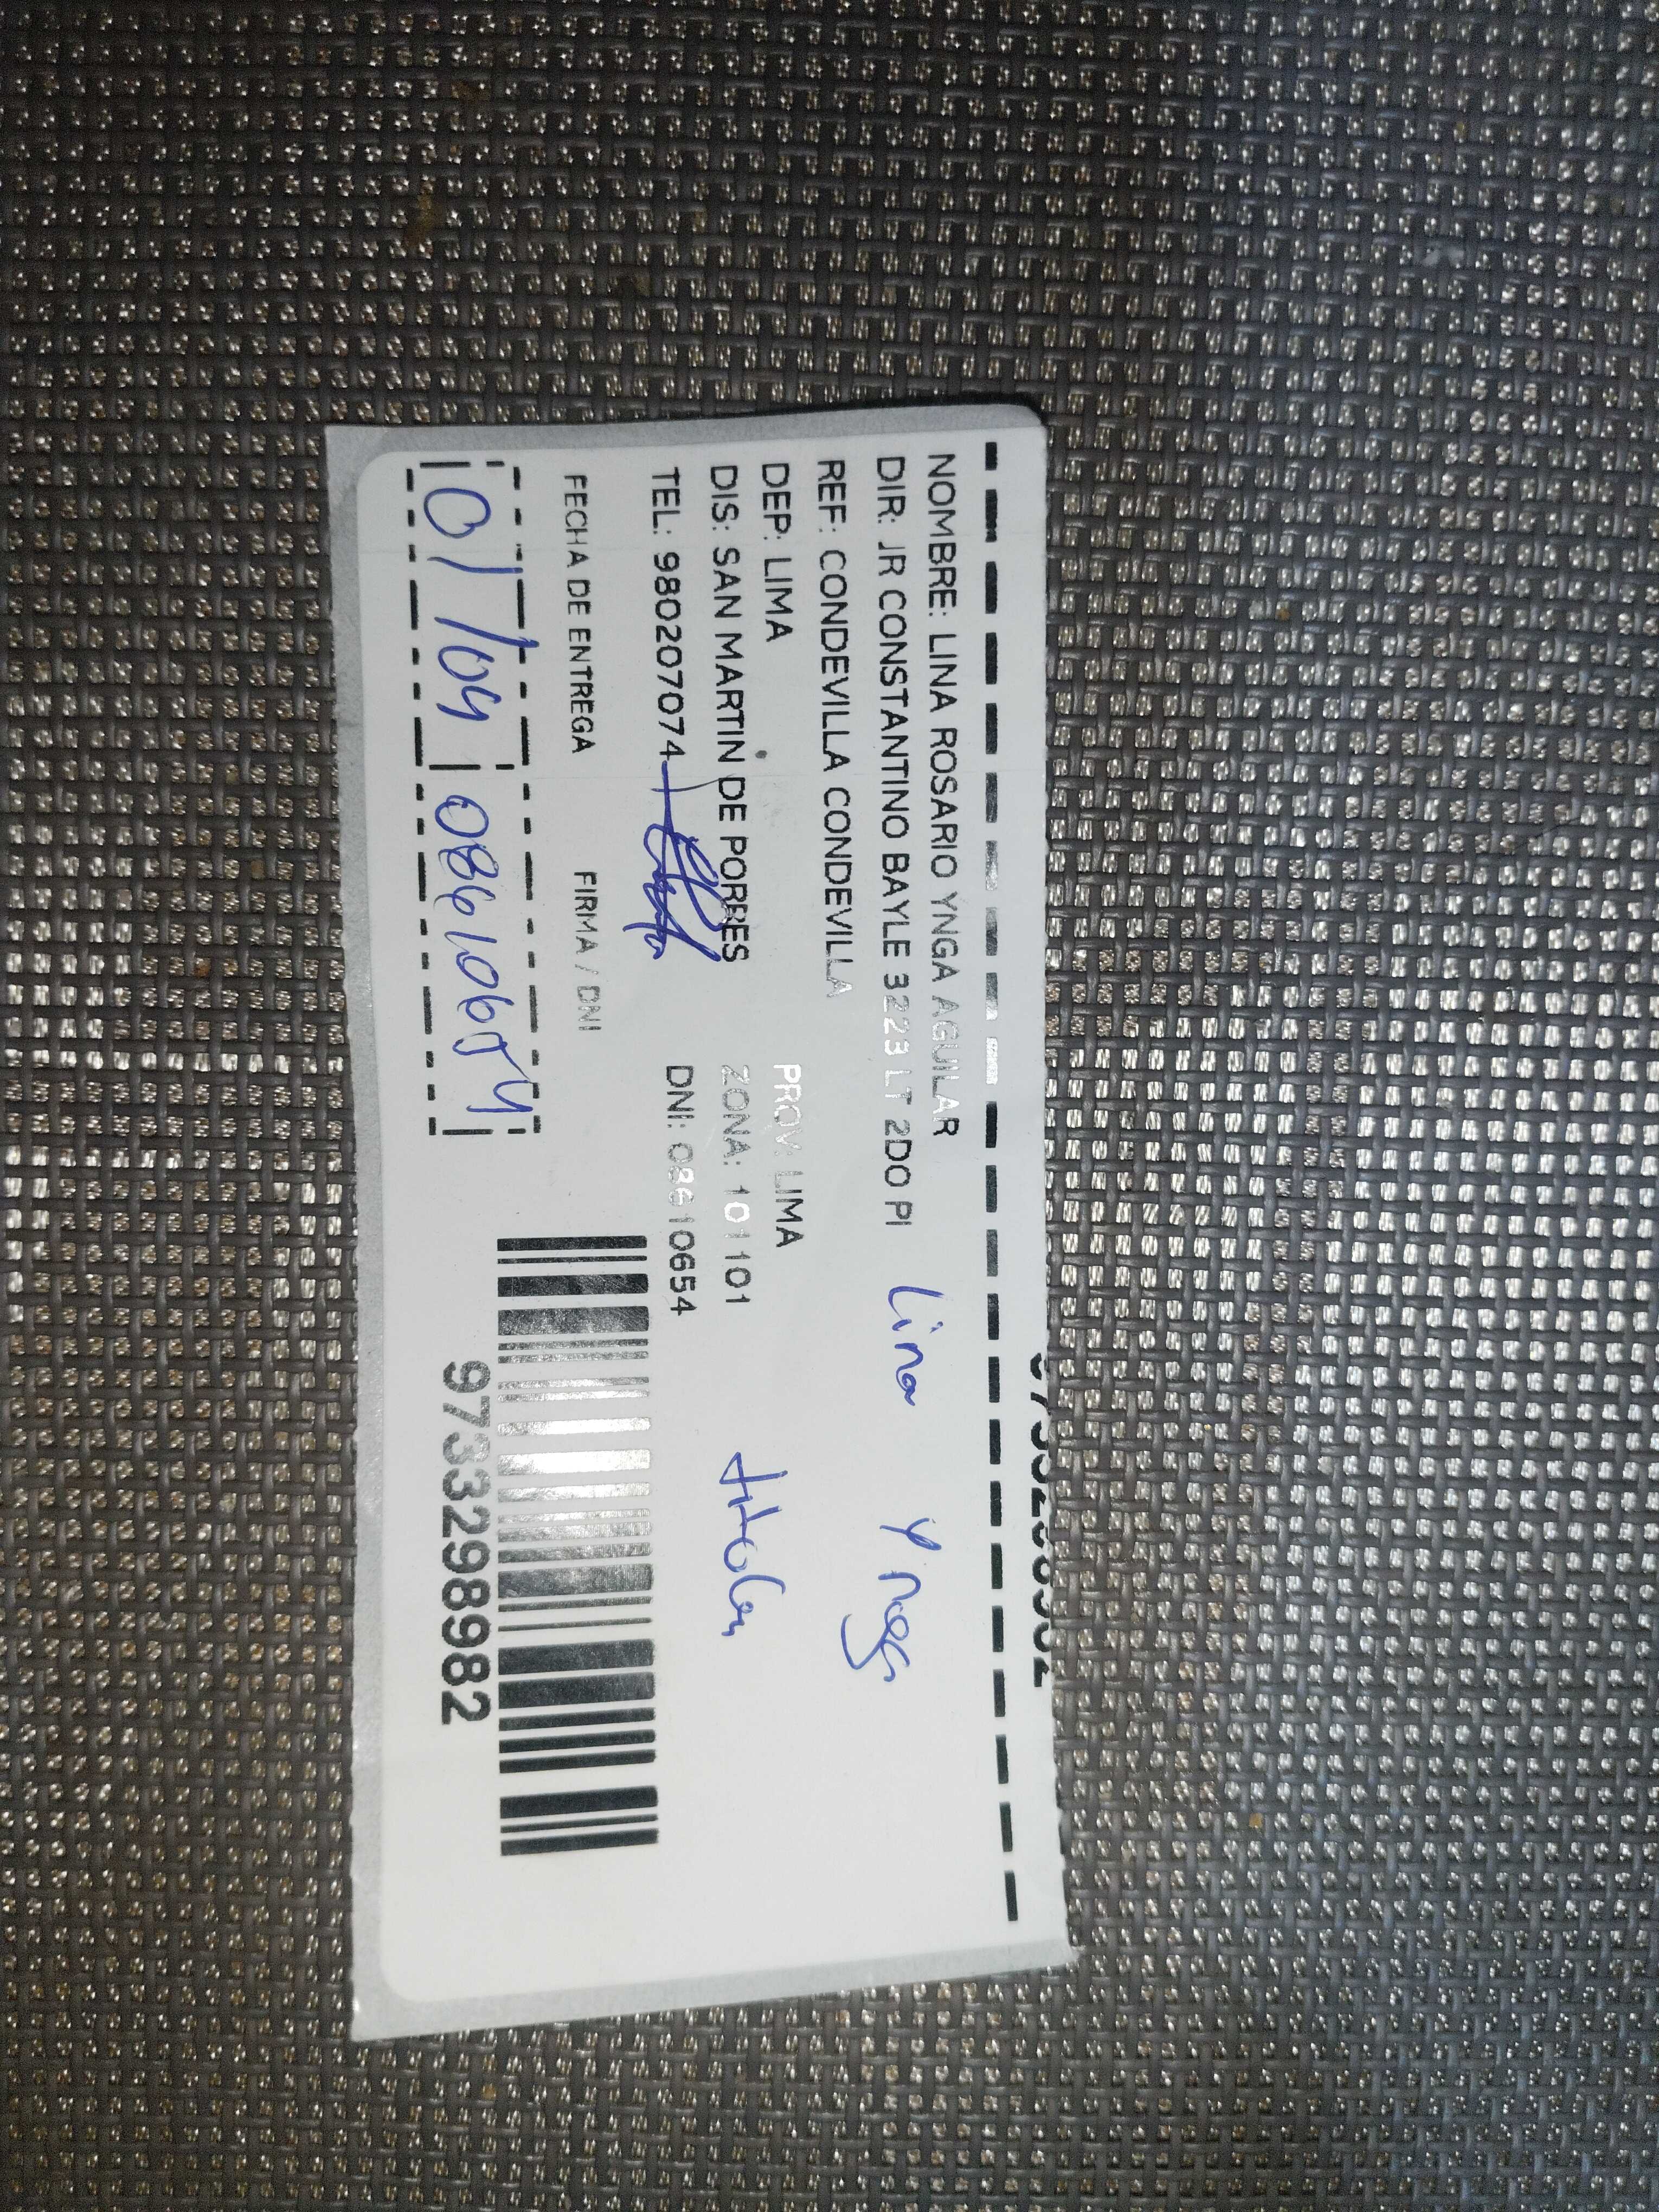 NOMBRE: LINA ROSARIO YNGA AGUILAR
DIR: JR CONSTANTINO BAYLE 3223 LT 2DO PI
Lina Ynga
REF: CONDEVILLA CONDEVILLA
DEP: LIMA PROV: LIMA
DIS: SAN MARTIN DE PORRES ZONA: 101101
titular
TEL: 980207074 DNI: 08610654
FECHA DE ENTREGA FIRMA / DNI
01/04 08610654
9733298982